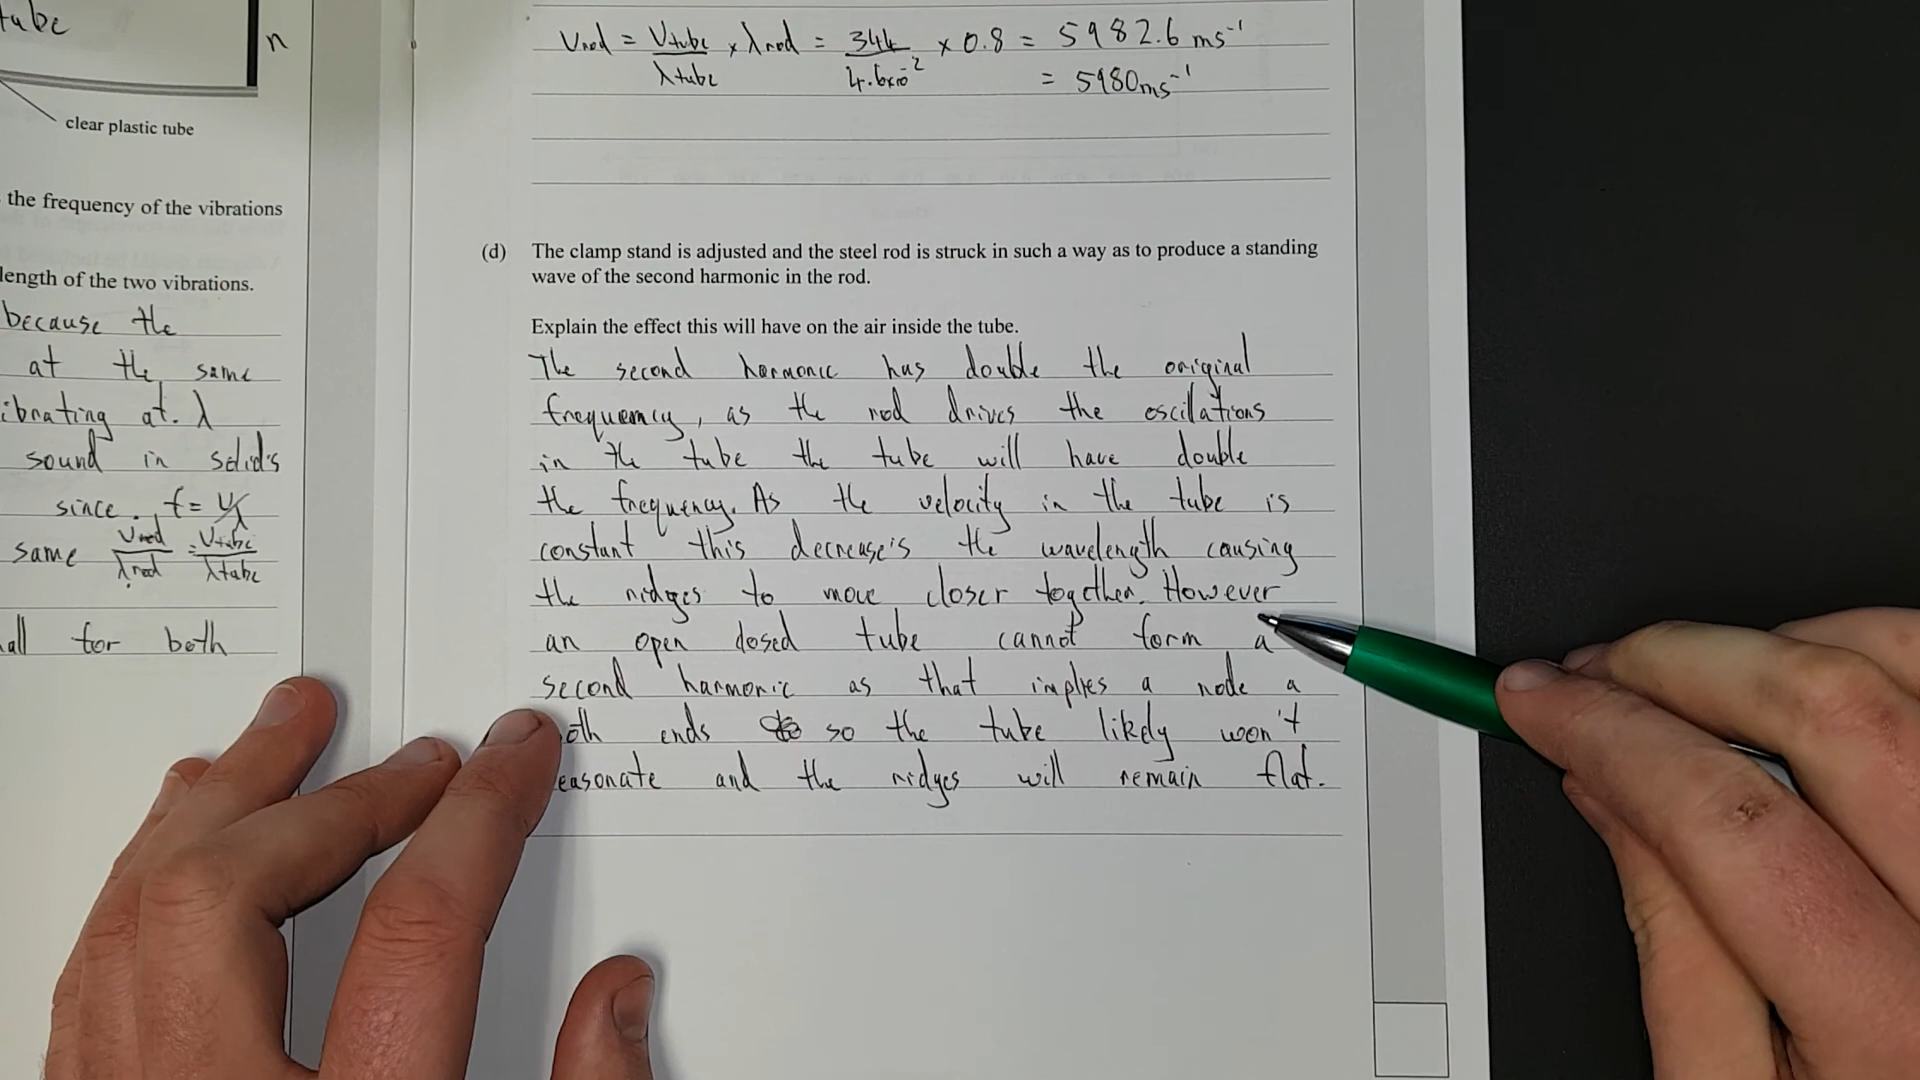 tube
n
clear plastic tube
the frequency of the vibrations
length of the two vibrations.
because the
at the same
ibrating at. λ
sound in solid's
since. f = V/λ
same Vrod/λrod = Vtube/λtube
all for both
Vrod = Vtube/λtube × λrod = 344/4.6×10⁻² × 0.8 = 5982.6 ms⁻¹
= 5980ms⁻¹
(d) The clamp stand is adjusted and the steel rod is struck in such a way as to produce a standing
wave of the second harmonic in the rod.
Explain the effect this will have on the air inside the tube.
The second harmonic has double the original
frequency, as the rod drives the oscilations
in the tube the tube will have double
the frequency. As the velocity in the tube is
constant this decrease's the wavelength causing
the ridges to move closer together. However
an open closed tube cannot form a
second harmonic as that implies a node a
oth ends so the tube likely won't
easonate and the ridges will remain flat.